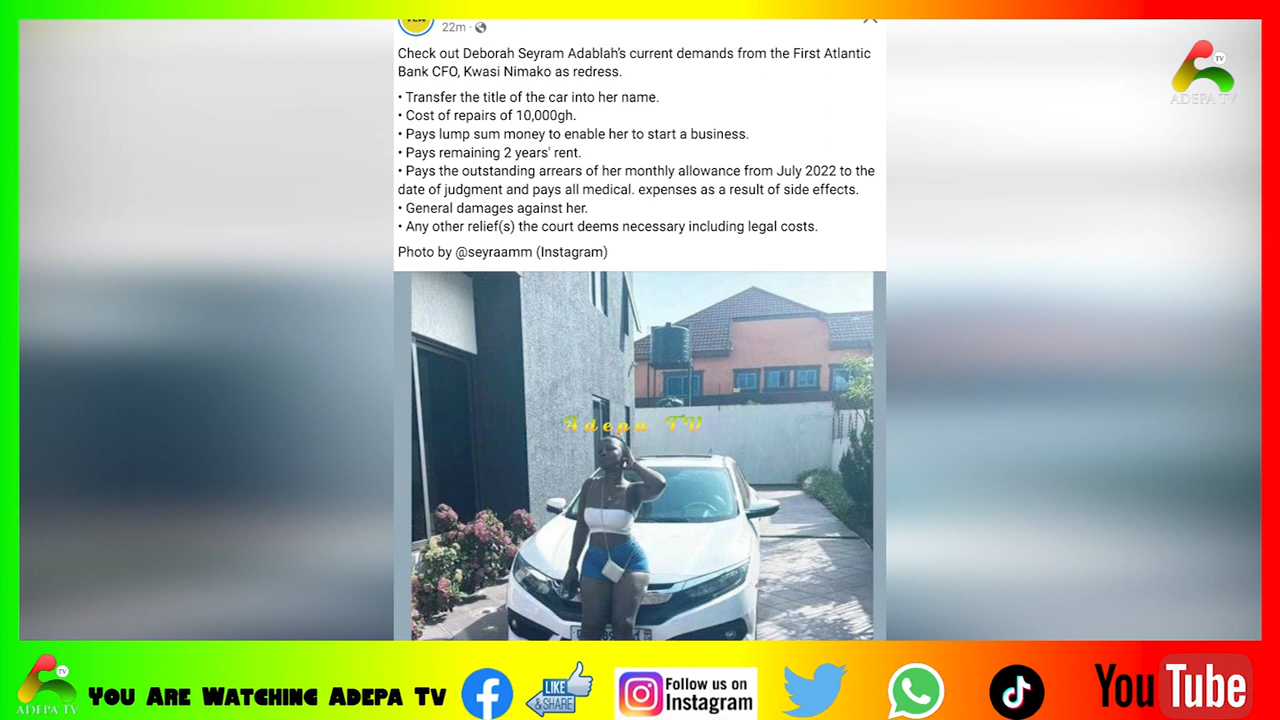 22m
Check out Deborah Seyram Adablah's current demands from the First Atlantic
Bank CFO, Kwasi Nimako as redress.
• Transfer the title of the car into her name.
• Cost of repairs of 10,000gh.
• Pays lump sum money to enable her to start a business.
• Pays remaining 2 years' rent.
• Pays the outstanding arrears of her monthly allowance from July 2022 to the
date of judgment and pays all medical. expenses as a result of side effects.
• General damages against her.
• Any other relief(s) the court deems necessary including legal costs.
Photo by @seyraamm (Instagram)
TV
ADEPA TV
Adepa TV
TV
ADEPA TV
You Are Watching Adepa Tv
LIKE
& SHARE
Follow us on
Instagram
YouTube